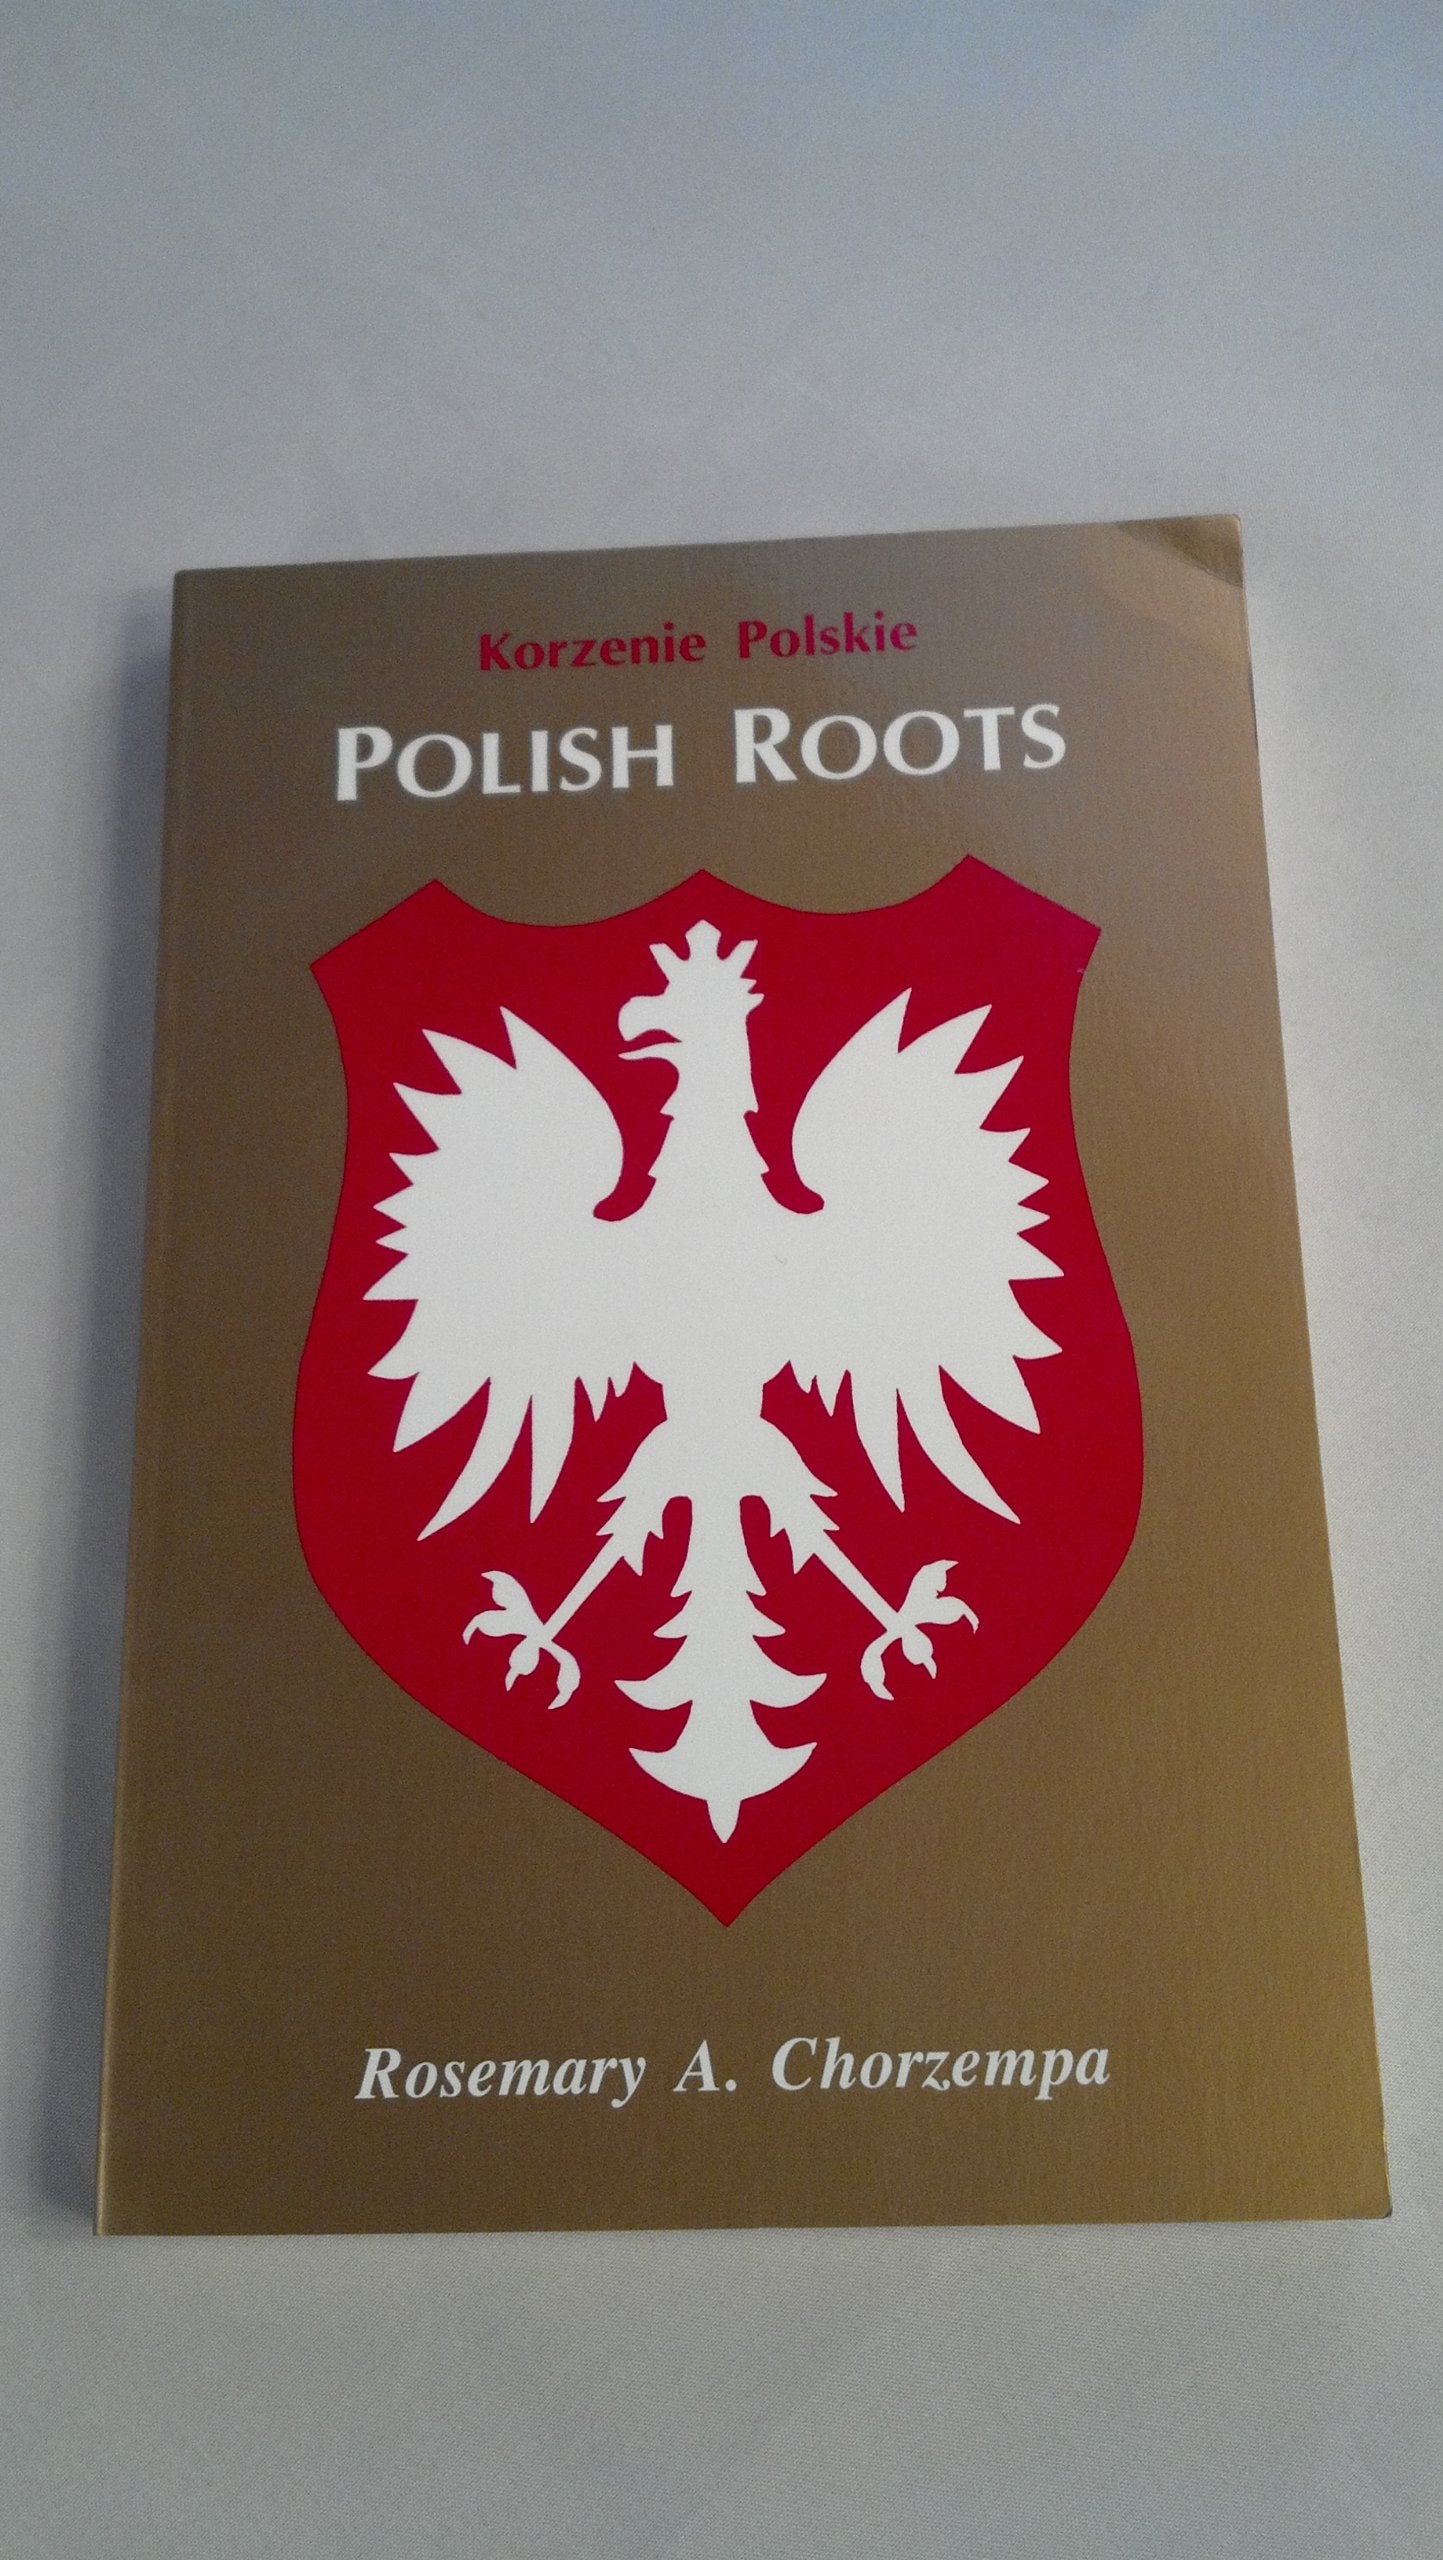 Korzenie Polskie
POLISH ROOTS
Rosemary A. Chorzempa